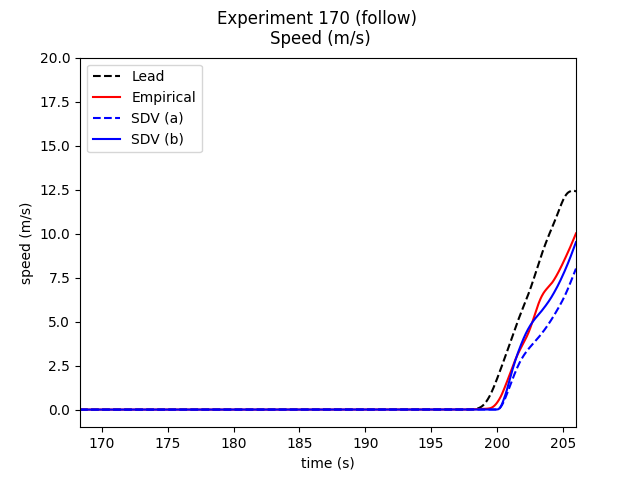 Experiment 170 (follow)
Speed (m/s)
20.0
17.5
15.0
12.5
10.0
7.5
5.0
2.5
0.0
speed (m/s)
Lead
Empirical
SDV (a)
SDV (b)
170 175 180 185 190 195 200 205
time (s)